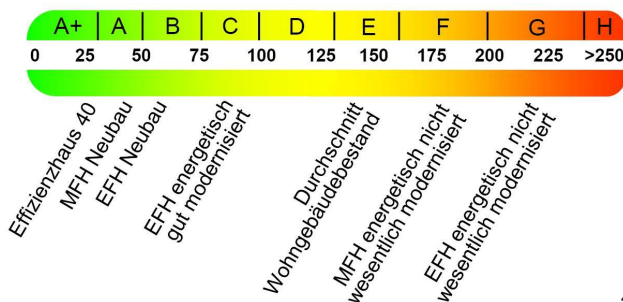 A+ A B C D E F G H
0 25 50 75 100 125 150 175 200 225 >250
Effizienzhaus 40
MFH Neubau
EFH Neubau
EFH energetisch
gut modernisiert
Durchschnitt
Wohngebäudebestand
MFH energetisch nicht
wesentlich modernisiert
EFH energetisch nicht
wesentlich modernisiert